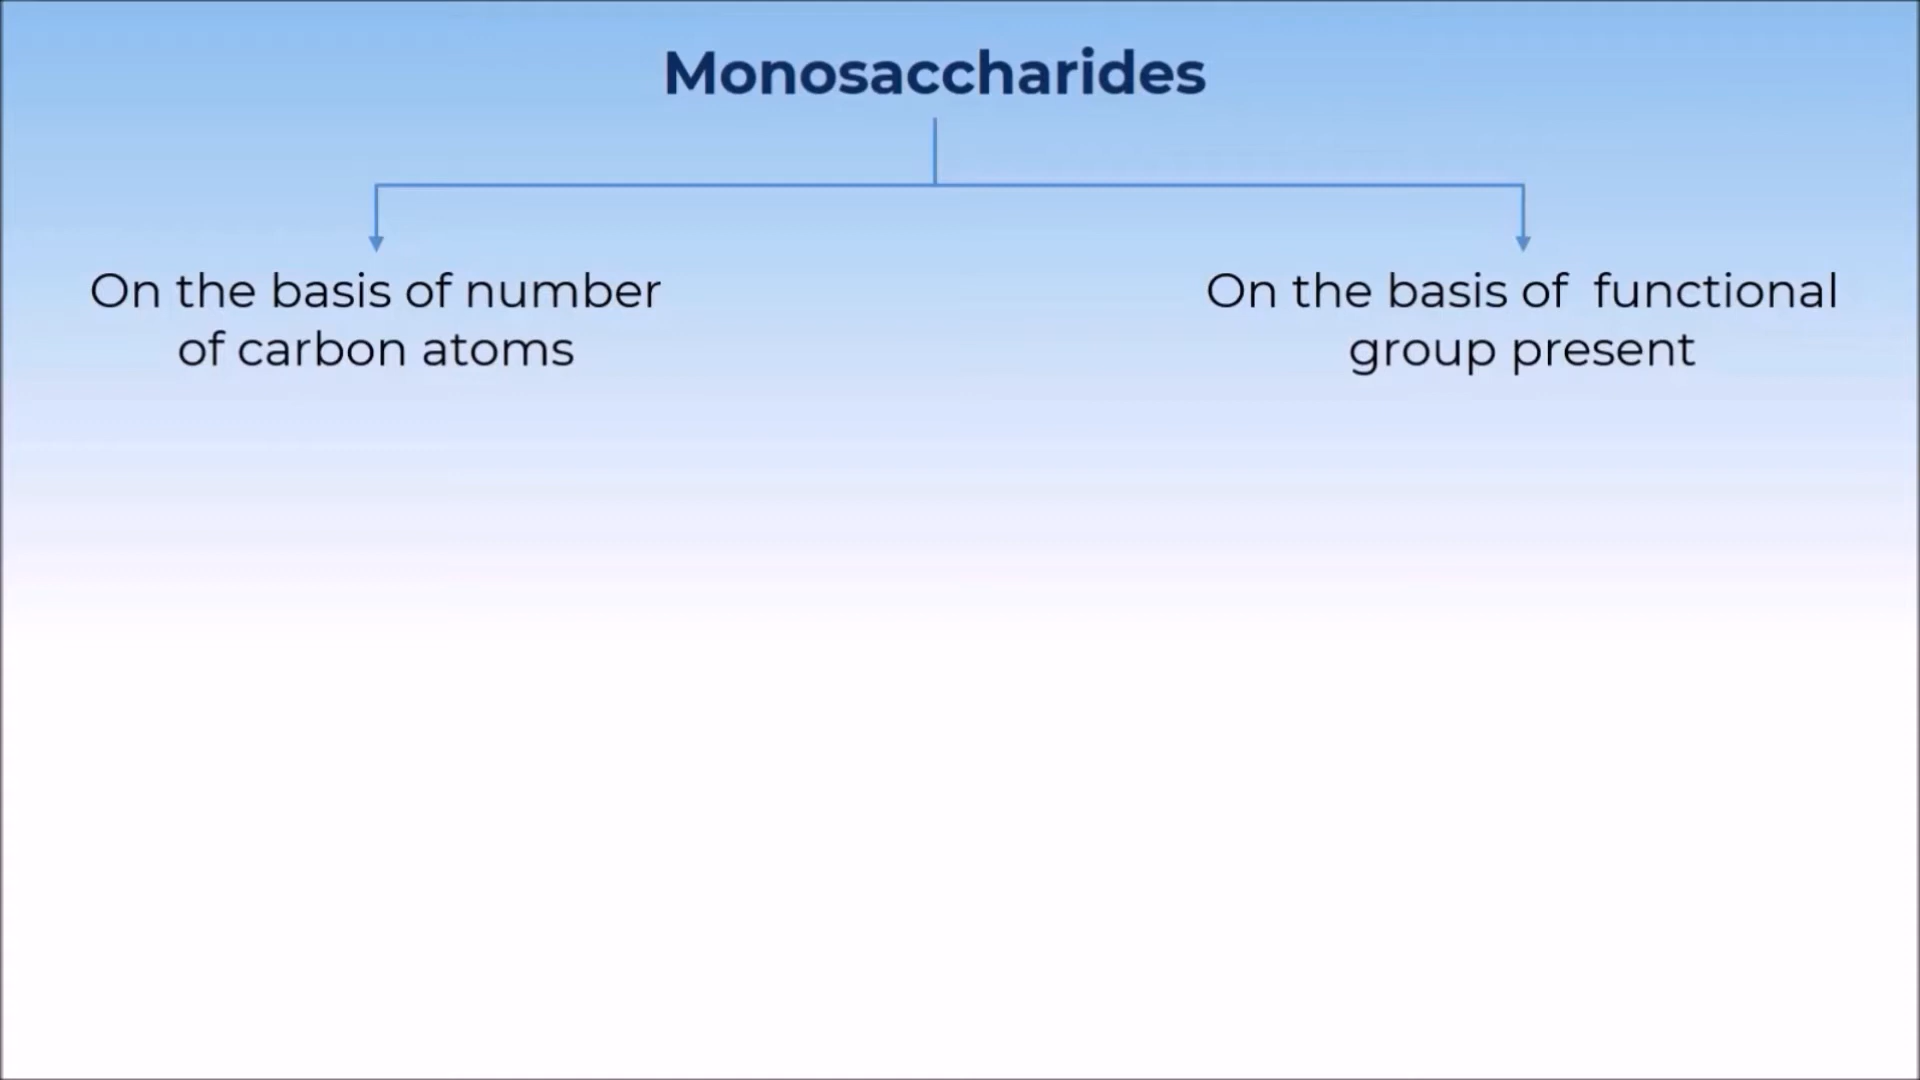 Monosaccharides
On the basis of number
of carbon atoms
On the basis of functional
group present